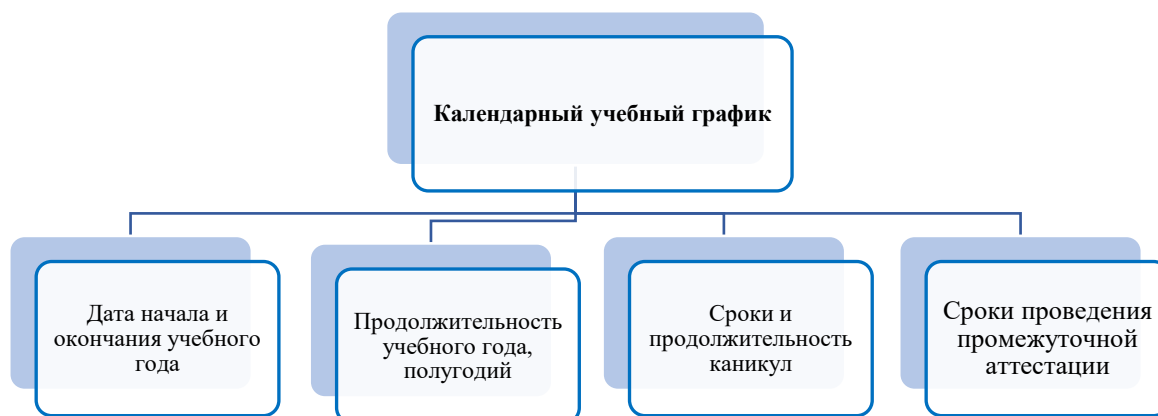 Календарный учебный график
Дата начала и
окончания учебного
года
Продолжительность
учебного года,
полугодий
Сроки и
продолжительность
каникул
Сроки проведения
промежуточной
аттестации